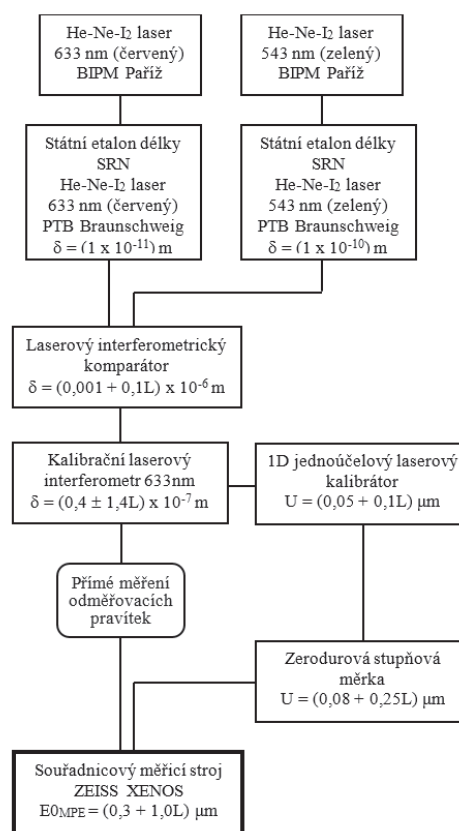 He-Ne-I₂ laser
633 nm (červený)
BIPM Paříž
He-Ne-I₂ laser
543 nm (zelený)
BIPM Paříž
Státní etalon délky
SRN
He-Ne-I₂ laser
633 nm (červený)
PTB Braunschweig
δ = (1 x 10⁻¹¹) m
Státní etalon délky
SRN
He-Ne-I₂ laser
543 nm (zelený)
PTB Braunschweig
δ = (1 x 10⁻¹⁰) m
Laserový interferometrický
komparátor
δ = (0,001 + 0,1L) x 10⁻⁶ m
Kalibrační laserový
interferometr 633nm
δ = (0,4 ± 1,4L) x 10⁻⁷ m
1D jednoúčelový laserový
kalibrátor
U = (0,05 + 0,1L) µm
Přímé měření
odměřovacích
pravítek
Zerodurová stupňová
měrka
U = (0,08 + 0,25L) µm
Souřadnicový měřicí stroj
ZEISS XENOS
E0MPE = (0,3 + 1,0L) µm